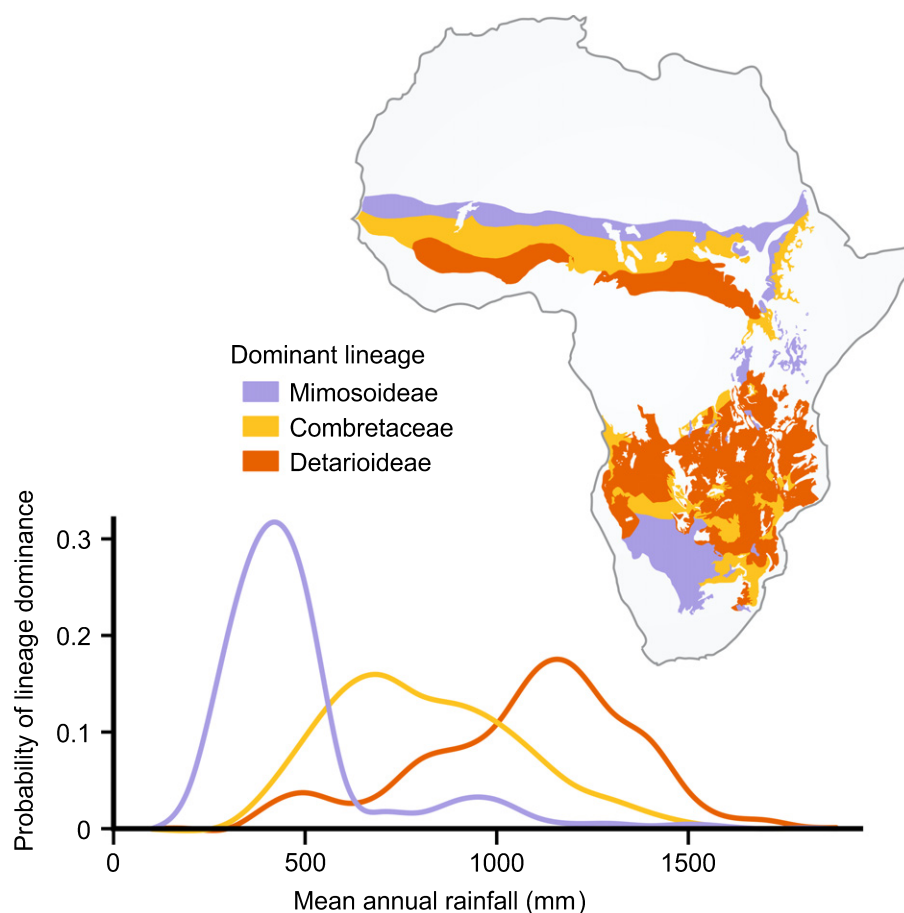 Dominant lineage
Mimosoideae
Combretaceae
Detarioideae
Probability of lineage dominance
0.3
0.2
0.1
0
0 500 1000 1500
Mean annual rainfall (mm)